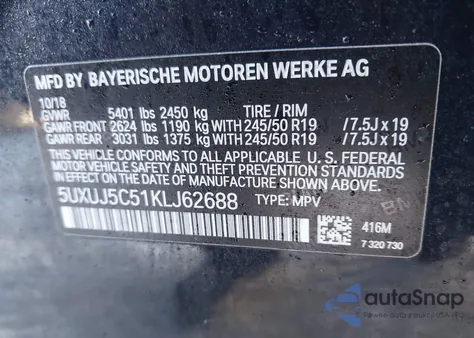 MFD BY BAYERISCHE MOTOREN WERKE AG
10/18
GVWR 5401 lbs 2450 kg TIRE / RIM
GAWR FRONT 2624 lbs 1190 kg WITH 245/50 R19 /7.5J x 19
GAWR REAR 3031 lbs 1375 kg WITH 245/50 R19 /7.5J x 19
THIS VEHICLE CONFORMS TO ALL APPLICABLE U. S. FEDERAL
MOTOR VEHICLE SAFETY STANDARDS IN EFFECT ON THE
DATE OF MANUFACTURE SHOWN ABOVE.
5UXUJ5C51KLJ62688 TYPE: MPV
416M
7 320 730
autoSnap